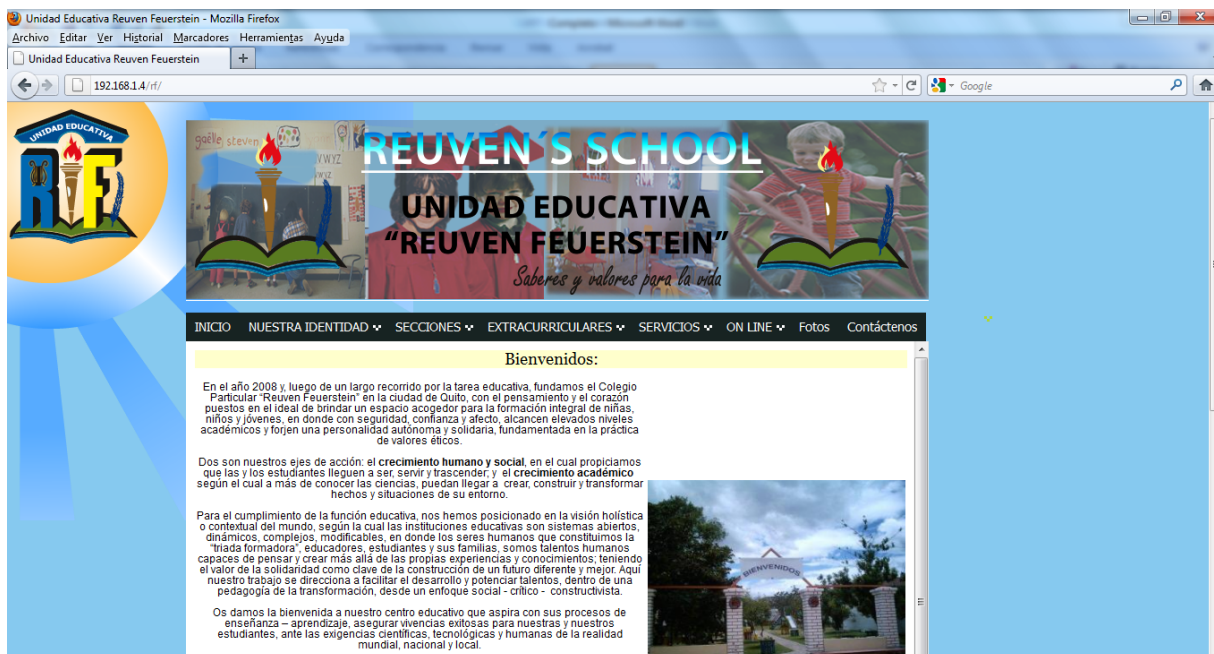 Unidad Educativa Reuven Feuerstein - Mozilla Firefox
Archivo Editar Ver Historial Marcadores Herramientas Ayuda
Unidad Educativa Reuven Feuerstein
192.168.1.4/rf/
Google
UNIDAD EDUCATIVA
RF
gaëlle steven
REUVEN´S SCHOOL
UNIDAD EDUCATIVA
“REUVEN FEUERSTEIN”
Saberes y valores para la vida
INICIO NUESTRA IDENTIDAD SECCIONES EXTRACURRICULARES SERVICIOS ON LINE Fotos Contáctenos
Bienvenidos:
En el año 2008 y, luego de un largo recorrido por la tarea educativa, fundamos el Colegio
Particular “Reuven Feuerstein” en la ciudad de Quito, con el pensamiento y el corazón
puestos en el ideal de brindar un espacio acogedor para la formación integral de niñas,
niños y jóvenes, en donde con seguridad, confianza y afecto, alcancen elevados niveles
académicos y forjen una personalidad autónoma y solidaria, fundamentada en la práctica
de valores éticos.
Dos son nuestros ejes de acción: el crecimiento humano y social, en el cual propiciamos
que las y los estudiantes lleguen a ser, servir y trascender; y el crecimiento académico
según el cual a más de conocer las ciencias, puedan llegar a crear, construir y transformar
hechos y situaciones de su entorno.
Para el cumplimiento de la función educativa, nos hemos posicionado en la visión holística
o contextual del mundo, según la cual las instituciones educativas son sistemas abiertos,
dinámicos, complejos, modificables, en donde los seres humanos que constituimos la
“triada formadora”, educadores, estudiantes y sus familias, somos talentos humanos
capaces de pensar y crear más allá de las propias experiencias y conocimientos; teniendo
el valor de la solidaridad como clave de la construcción de un futuro diferente y mejor. Aquí
nuestro trabajo se direcciona a facilitar el desarrollo y potenciar talentos, dentro de una
pedagogía de la transformación, desde un enfoque social - crítico - constructivista.
Os damos la bienvenida a nuestro centro educativo que aspira con sus procesos de
enseñanza – aprendizaje, asegurar vivencias exitosas para nuestras y nuestros
estudiantes, ante las exigencias científicas, tecnológicas y humanas de la realidad
mundial, nacional y local.
BIENVENIDOS